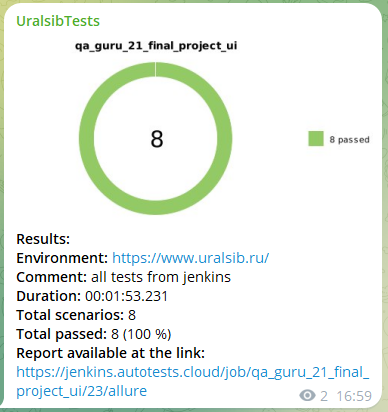 UralsibTests
qa_guru_21_final_project_ui
8
8 passed
Results:
Environment: https://www.uralsib.ru/
Comment: all tests from jenkins
Duration: 00:01:53.231
Total scenarios: 8
Total passed: 8 (100 %)
Report available at the link:
https://jenkins.autotests.cloud/job/qa_guru_21_final_
project_ui/23/allure
2 16:59